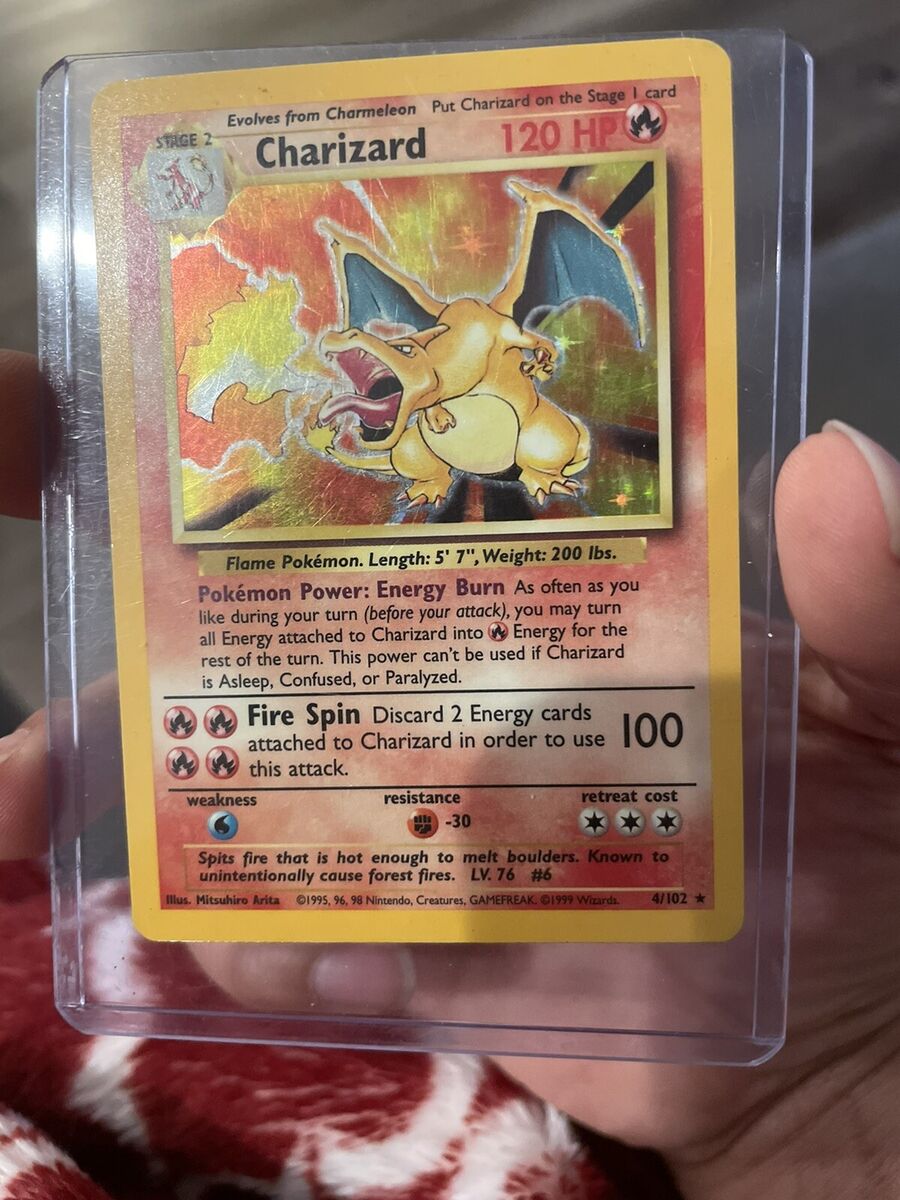 Evolves from Charmeleon Put Charizard on the Stage 1 card
STAGE 2
Charizard 120 HP
Flame Pokémon. Length: 5' 7", Weight: 200 lbs.
Pokémon Power: Energy Burn As often as you
like during your turn (before your attack), you may turn
all Energy attached to Charizard into Energy for the
rest of the turn. This power can't be used if Charizard
is Asleep, Confused, or Paralyzed.
Fire Spin Discard 2 Energy cards
attached to Charizard in order to use 100
this attack.
weakness resistance retreat cost
-30
Spits fire that is hot enough to melt boulders. Known to
unintentionally cause forest fires. LV. 76 #6
Illus. Mitsuhiro Arita ©1995, 96, 98 Nintendo, Creatures, GAMEFREAK. ©1999 Wizards. 4/102 ★